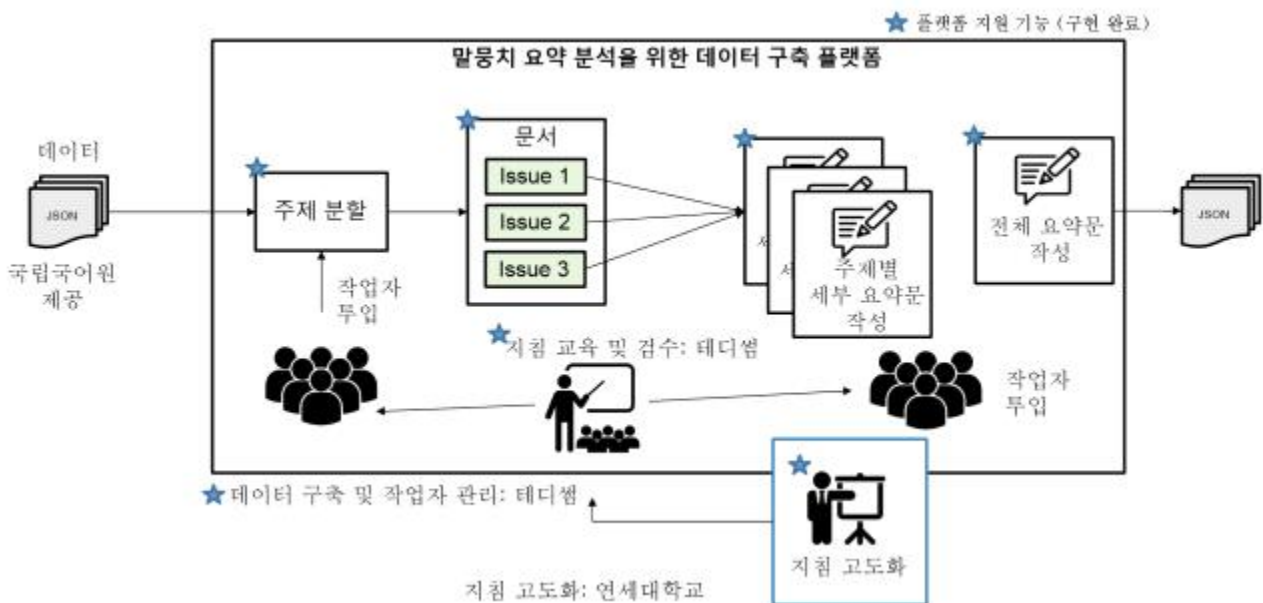 플랫폼 지원 기능 (구현 완료)
말뭉치 요약 분석을 위한 데이터 구축 플랫폼
데이터
JSON
국립국어원
제공
주제 분할
작업자
투입
문서
Issue 1
Issue 2
Issue 3
세
세
주제별
세부 요약문
작성
전체 요약문
작성
JSON
지침 교육 및 검수: 테디썸
작업자
투입
데이터 구축 및 작업자 관리: 테디썸
지침 고도화
지침 고도화: 연세대학교